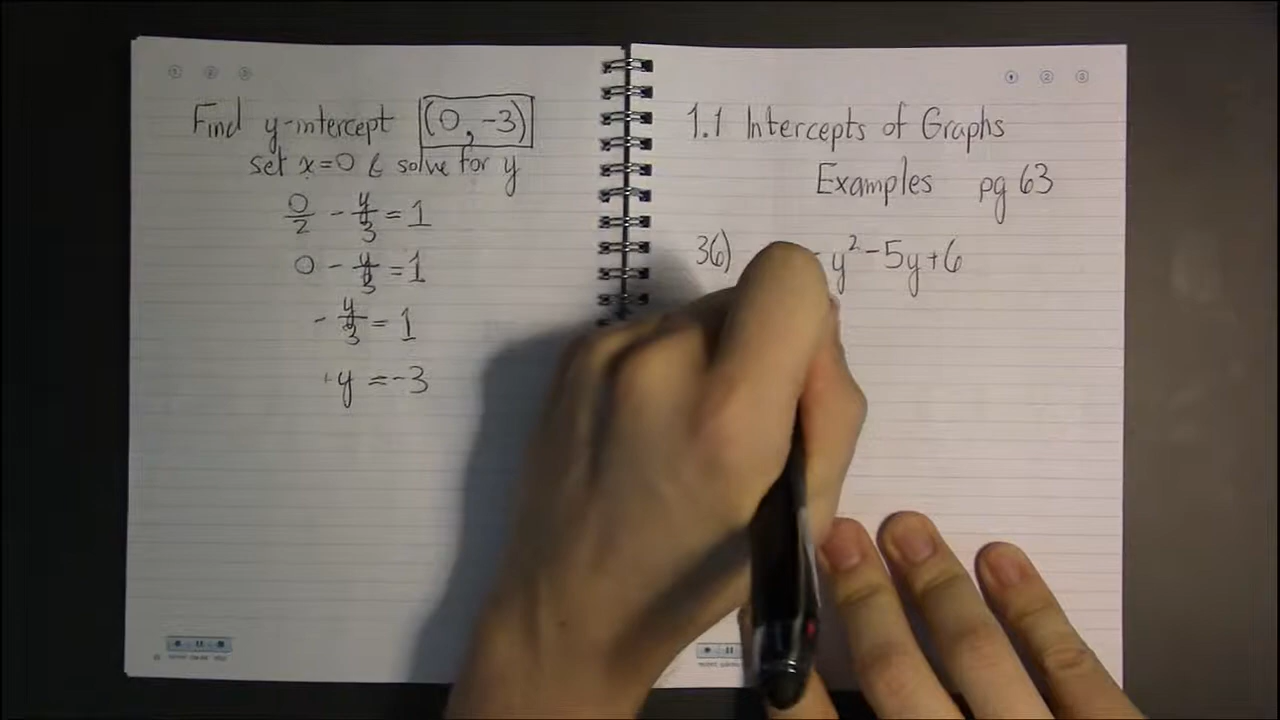 Find y-intercept (0, -3)
set x=0 & solve for y
0/2 - y/3 = 1
0 - y/3 = 1
- y/3 = 1
y = -3
1.1 Intercepts of Graphs
Examples pg 63
36) y² - 5y + 6